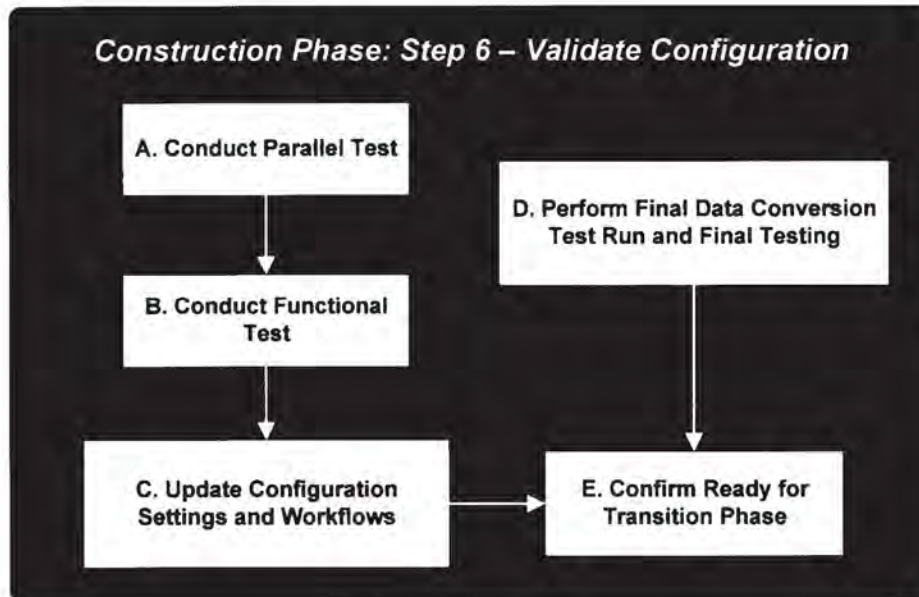 Construction Phase: Step 6 – Validate Configuration
A. Conduct Parallel Test
B. Conduct Functional
Test
C. Update Configuration
Settings and Workflows
D. Perform Final Data Conversion
Test Run and Final Testing
E. Confirm Ready for
Transition Phase